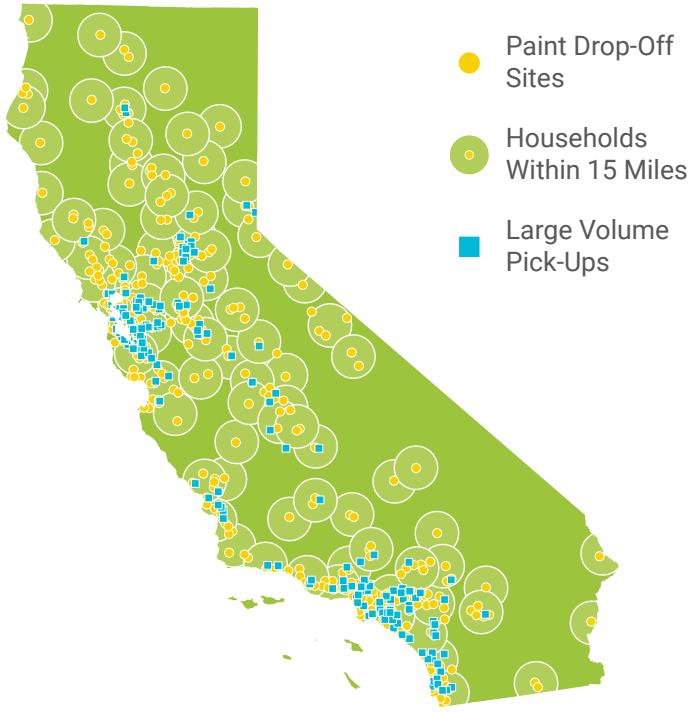 Paint Drop-Off
Sites
Households
Within 15 Miles
Large Volume
Pick-Ups